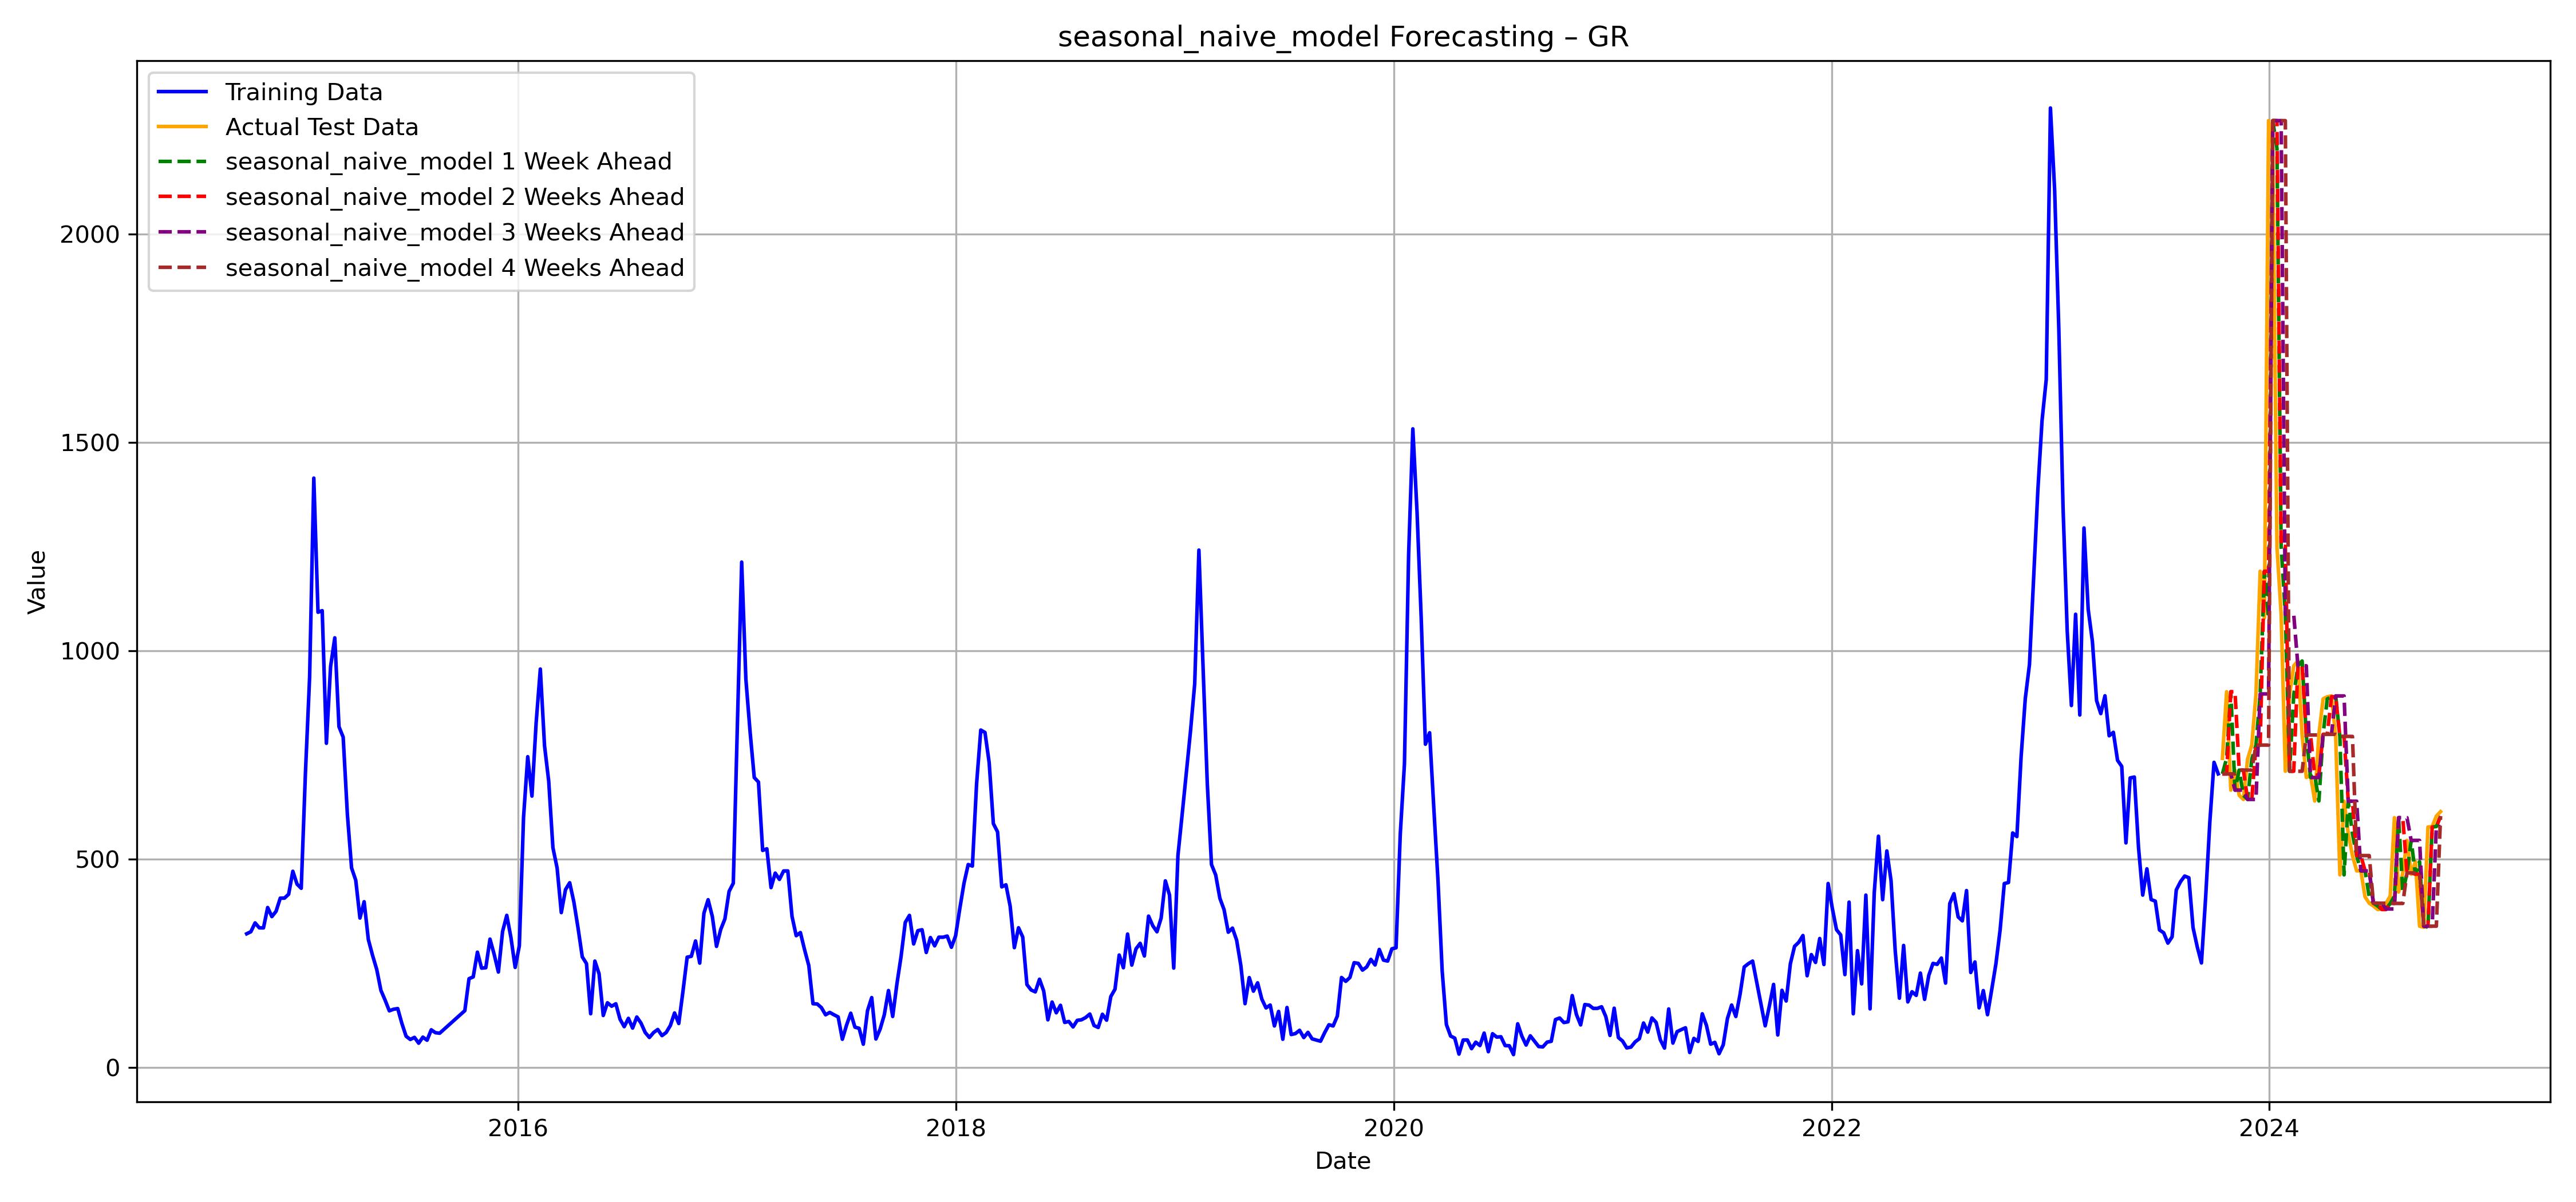 seasonal_naive_model Forecasting – GR
Training Data
Actual Test Data
seasonal_naive_model 1 Week Ahead
seasonal_naive_model 2 Weeks Ahead
seasonal_naive_model 3 Weeks Ahead
seasonal_naive_model 4 Weeks Ahead
Value
2000
1500
1000
500
0
2016
2018
2020
2022
2024
Date